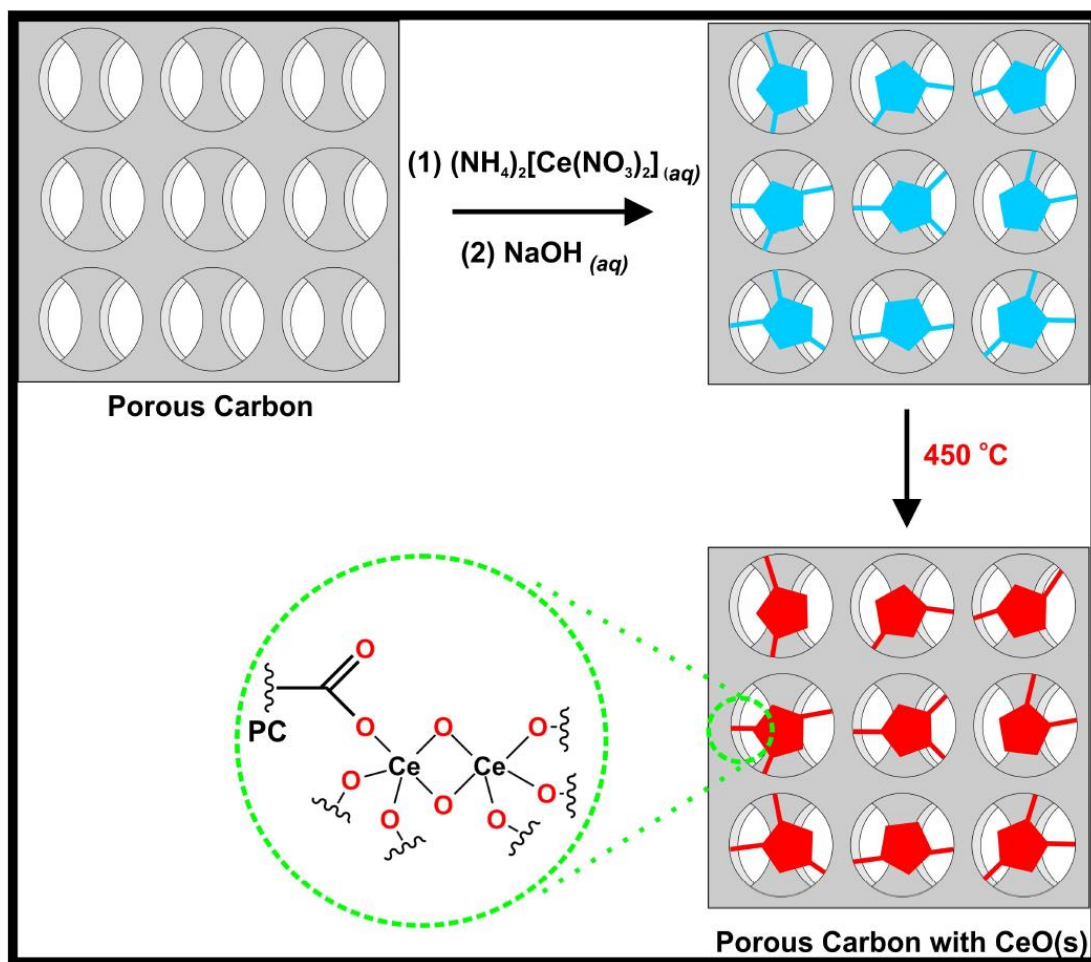 (1) (NH₄)₂[Ce(NO₃)₂] (aq)
(2) NaOH (aq)
Porous Carbon
450 °C
O
PC
O
O
O
O
Ce
Ce
O
O
O
O
O
Porous Carbon with CeO(s)